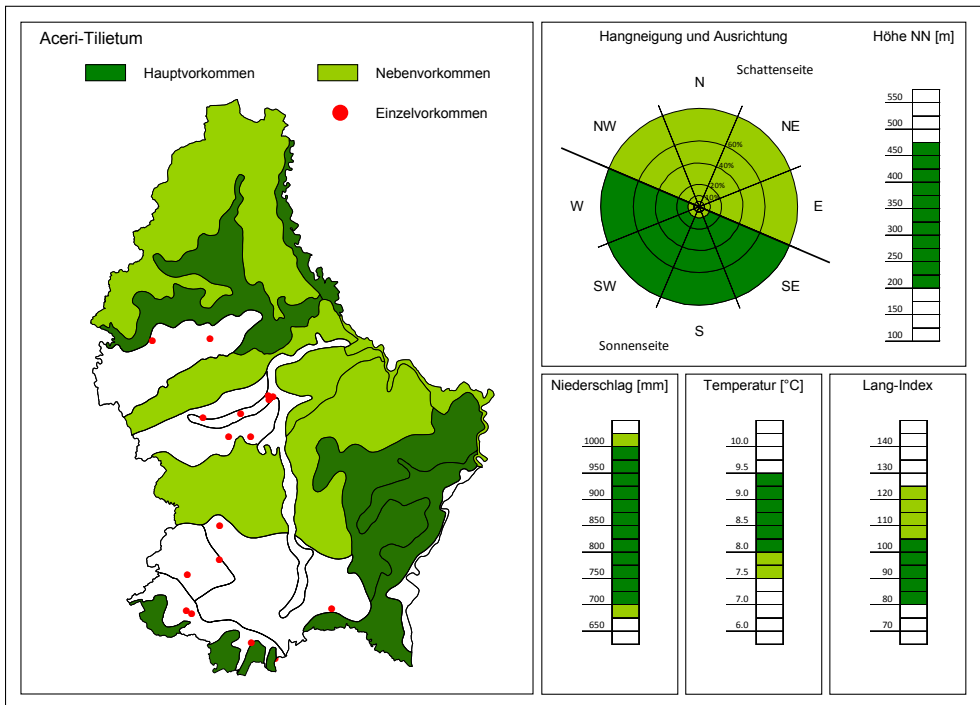 Aceri-Tilietum
Hauptvorkommen
Nebenvorkommen
Einzelvorkommen
Hangneigung und Ausrichtung
Schattenseite
N
NW
NE
60%
40%
20%
10%
W
E
SW
SE
S
Sonnenseite
Höhe NN [m]
550
500
450
400
350
300
250
200
150
100
Niederschlag [mm]
1000
950
900
850
800
750
700
650
Temperatur [°C]
10.0
9.5
9.0
8.5
8.0
7.5
7.0
6.0
Lang-Index
140
130
120
110
100
90
80
70